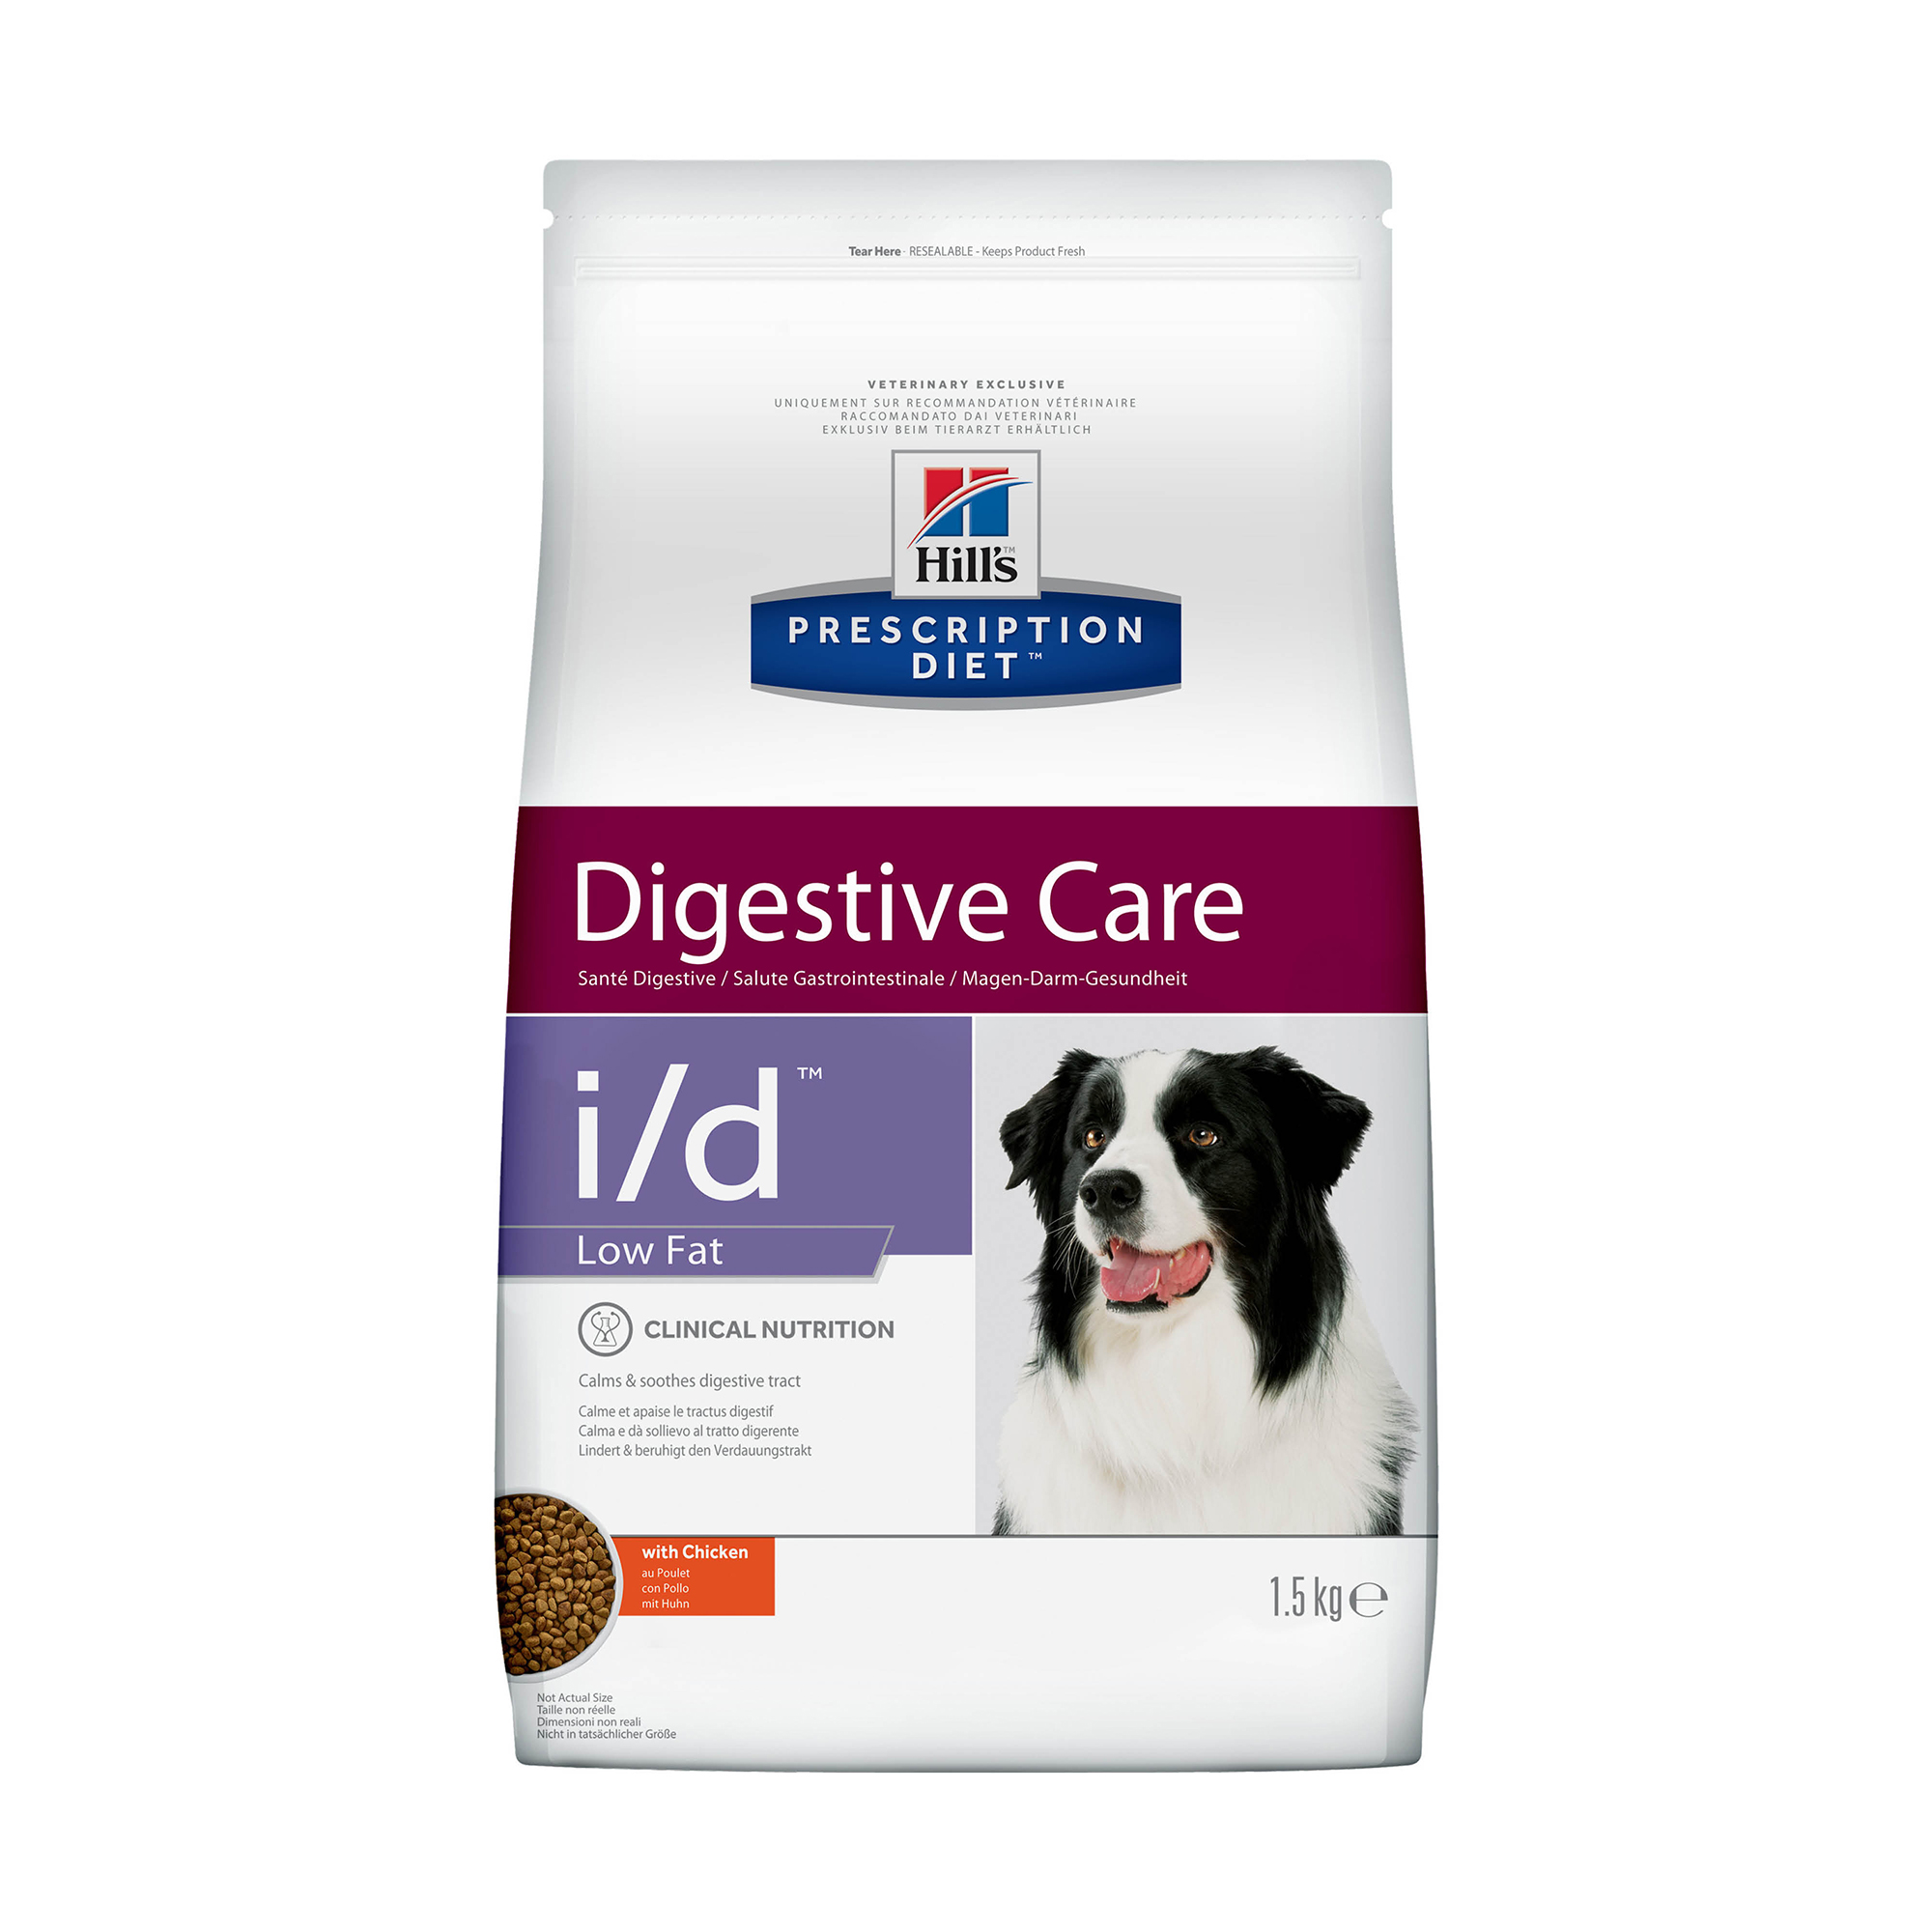 Tear Here - RESEALABLE - Keeps Product Fresh
VETERINARY EXCLUSIVE
UNIQUEMENT SUR RECOMMANDATION VÉTÉRINAIRE
RACCOMANDATO DAI VETERINARI
EXKLUSIV BEIM TIERARZT ERHÄLTLICH
Hill's™
PRESCRIPTION
DIET™
Digestive Care
Santé Digestive / Salute Gastrointestinale / Magen-Darm-Gesundheit
i/d™
Low Fat
CLINICAL NUTRITION
Calms & soothes digestive tract
Calme et apaise le tractus digestif
Calma e dà sollievo al tratto digerente
Lindert & beruhigt den Verdauungstrakt
with Chicken
au Poulet
con Pollo
mit Huhn
1.5 kg ℮
Not Actual Size
Taille non réelle
Dimensioni non reali
Nicht in tatsächlicher Größe